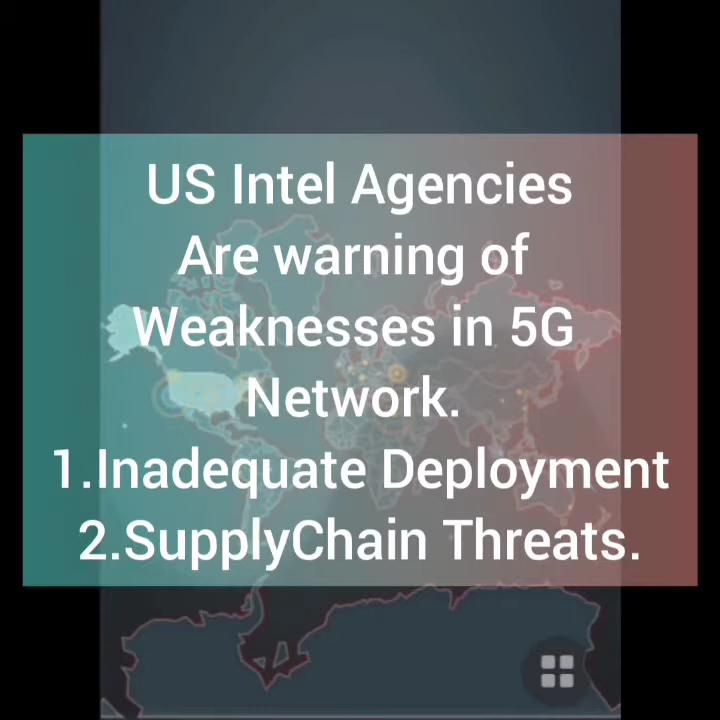 US Intel Agencies
Are warning of
Weaknesses in 5G
Network.
1.Inadequate Deployment
2.SupplyChain Threats.